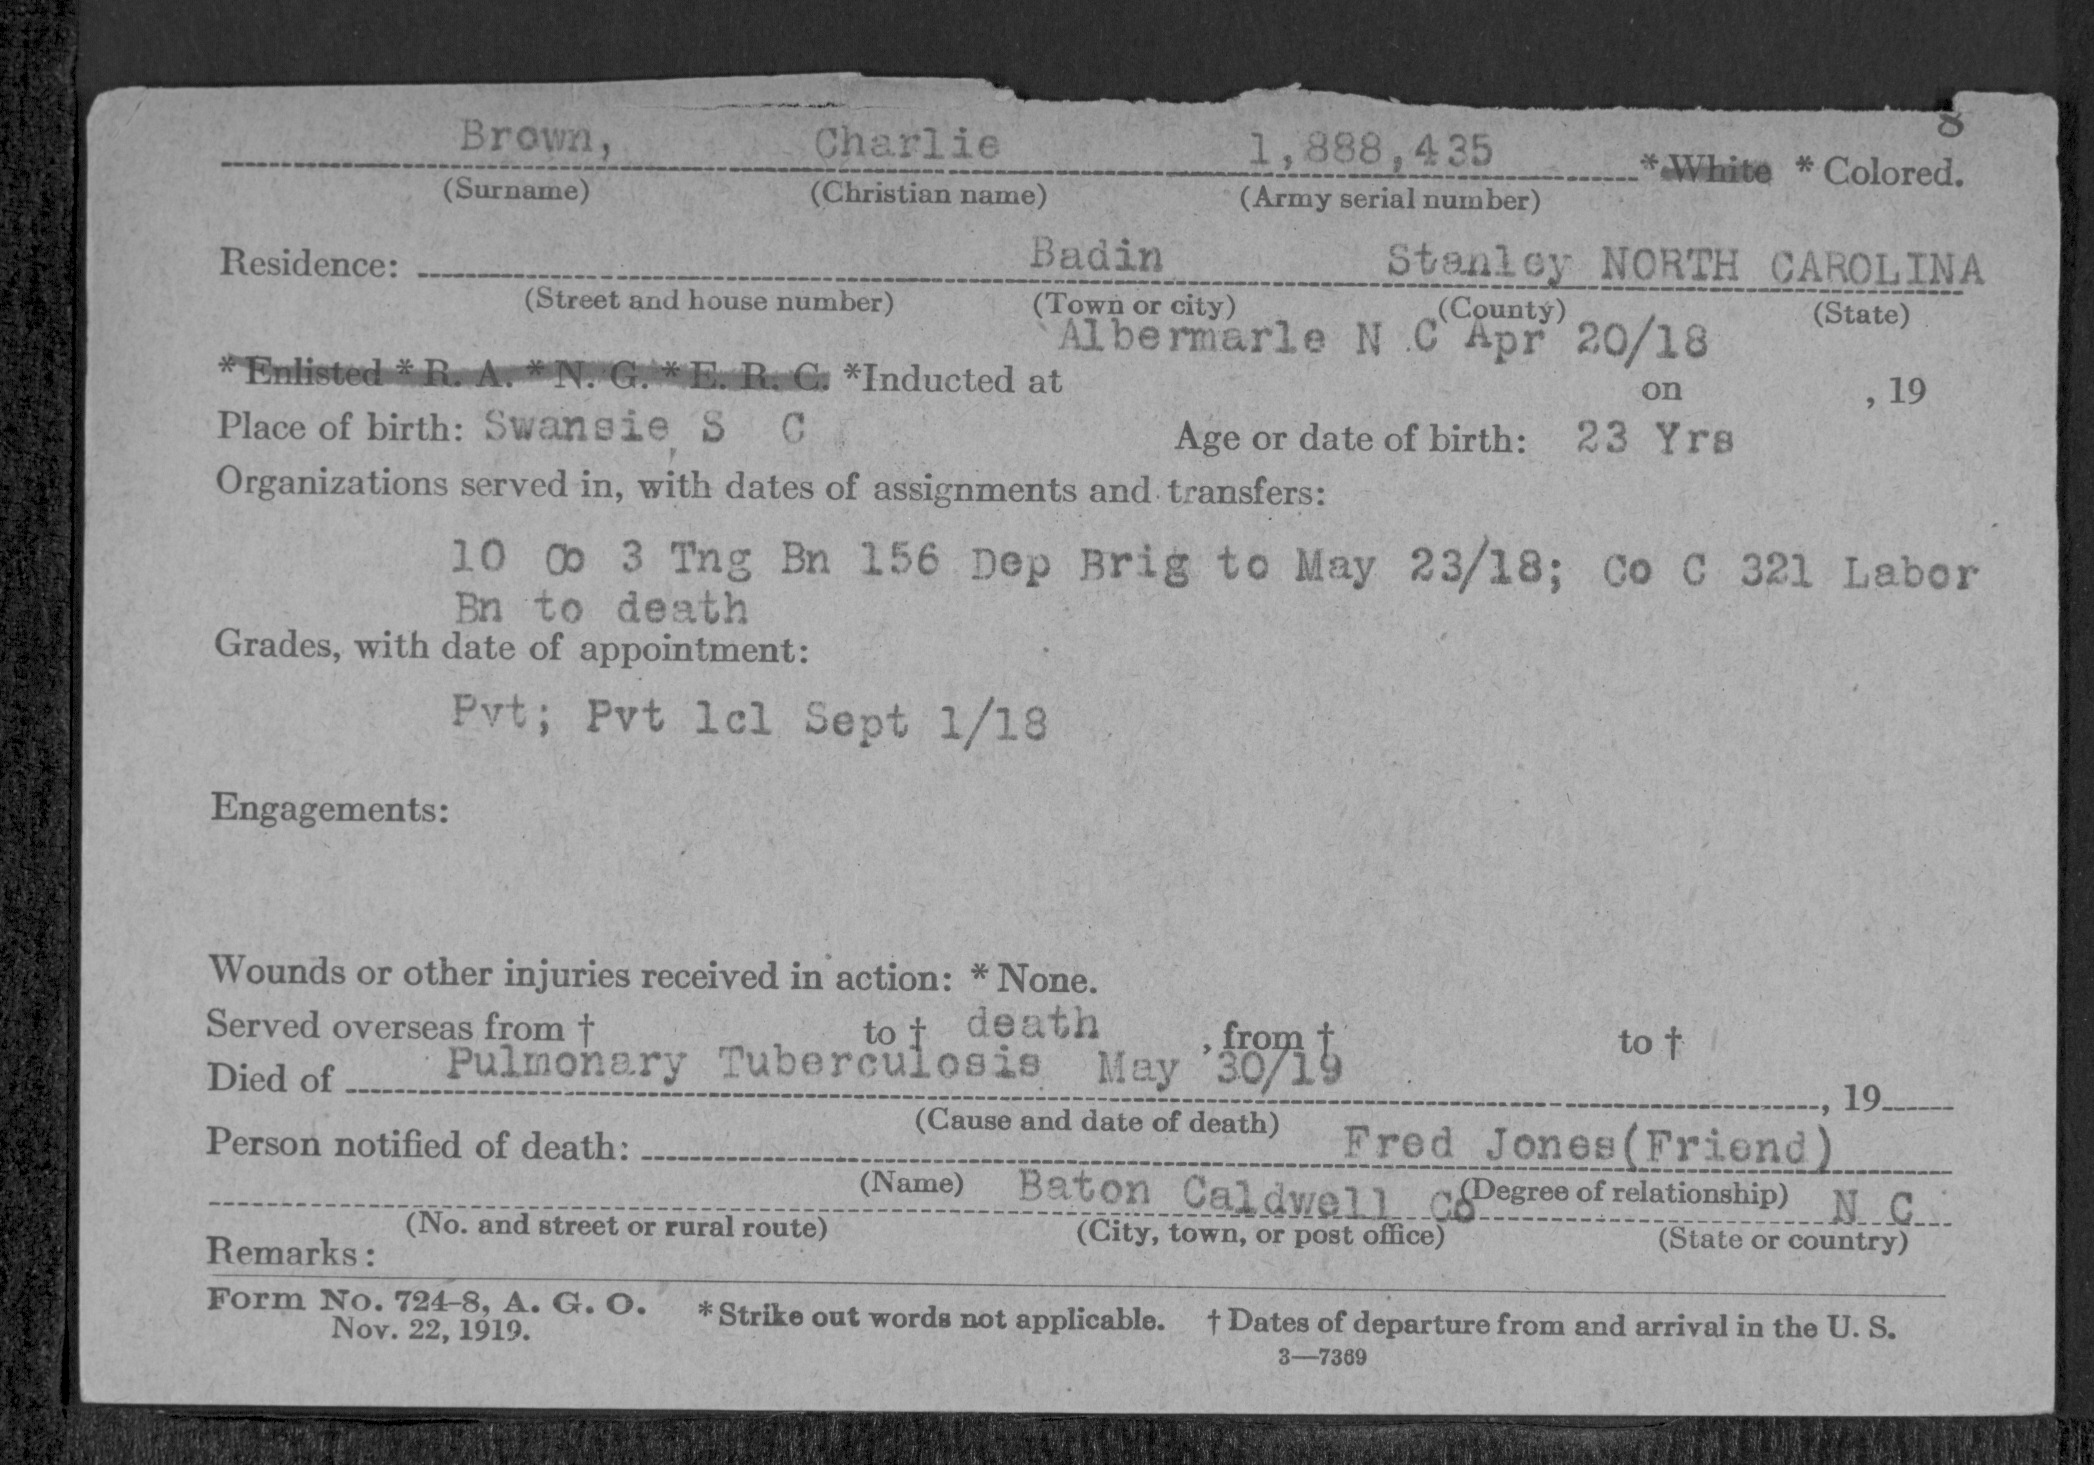 8
Brown, Charlie 1,888,435 *White *Colored.
(Surname) (Christian name) (Army serial number)
Residence: Badin Stanley NORTH CAROLINA
(Street and house number) (Town or city) (County) (State)
Albermarle N C Apr 20/18
*Enlisted *R. A. *N. G. *E. R. C. *Inducted at on , 19
Place of birth: Swansie, S C Age or date of birth: 23 Yrs
Organizations served in, with dates of assignments and transfers:
10 Co 3 Tng Bn 156 Dep Brig to May 23/18; Co C 321 Labor
Bn to death
Grades, with date of appointment:
Pvt; Pvt 1cl Sept 1/18
Engagements:
Wounds or other injuries received in action: *None.
Served overseas from † to † death , from † to †
Died of Pulmonary Tuberculosis May 30/19 , 19
(Cause and date of death)
Person notified of death: Fred Jones(Friend)
(Name) (Degree of relationship)
Baton Caldwell Co N C
(No. and street or rural route) (City, town, or post office) (State or country)
Remarks:
Form No. 724-8, A. G. O. *Strike out words not applicable. † Dates of departure from and arrival in the U. S.
Nov. 22, 1919.
3—7369